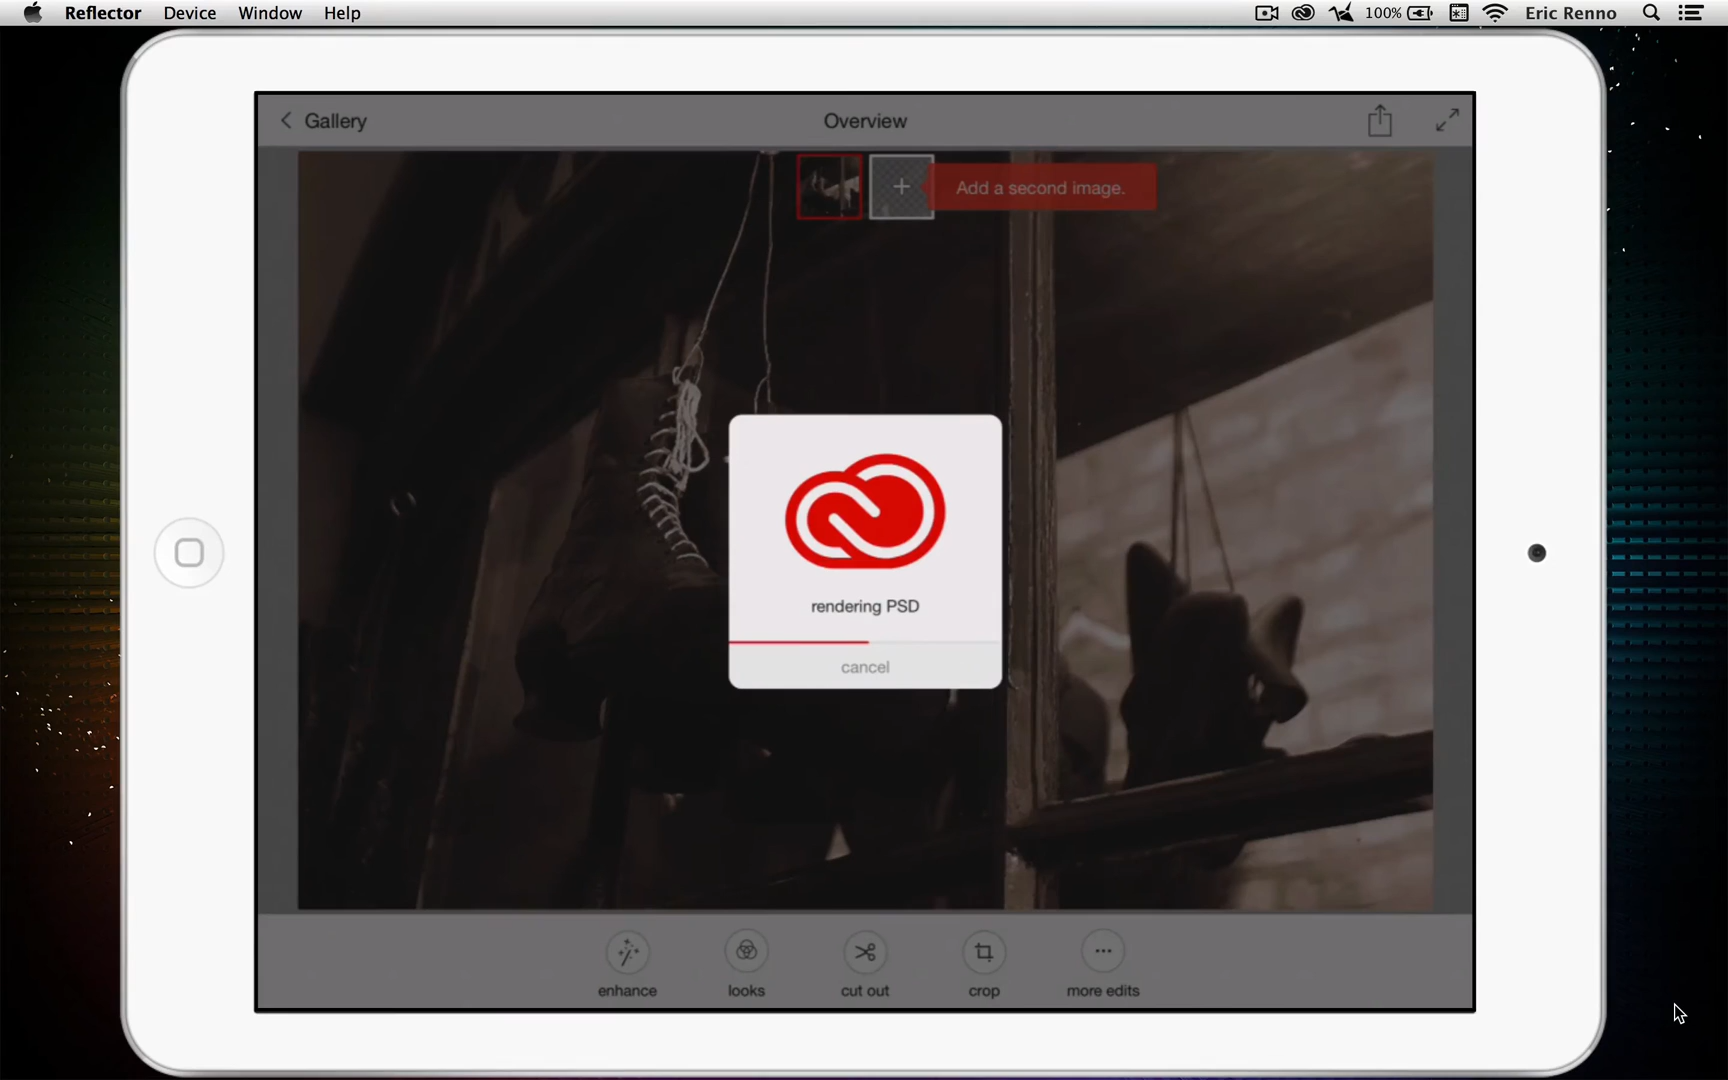 Reflector Device Window Help 100% Eric Renno
Gallery Overview
Add a second image.
rendering PSD
cancel
enhance looks cut out crop more edits